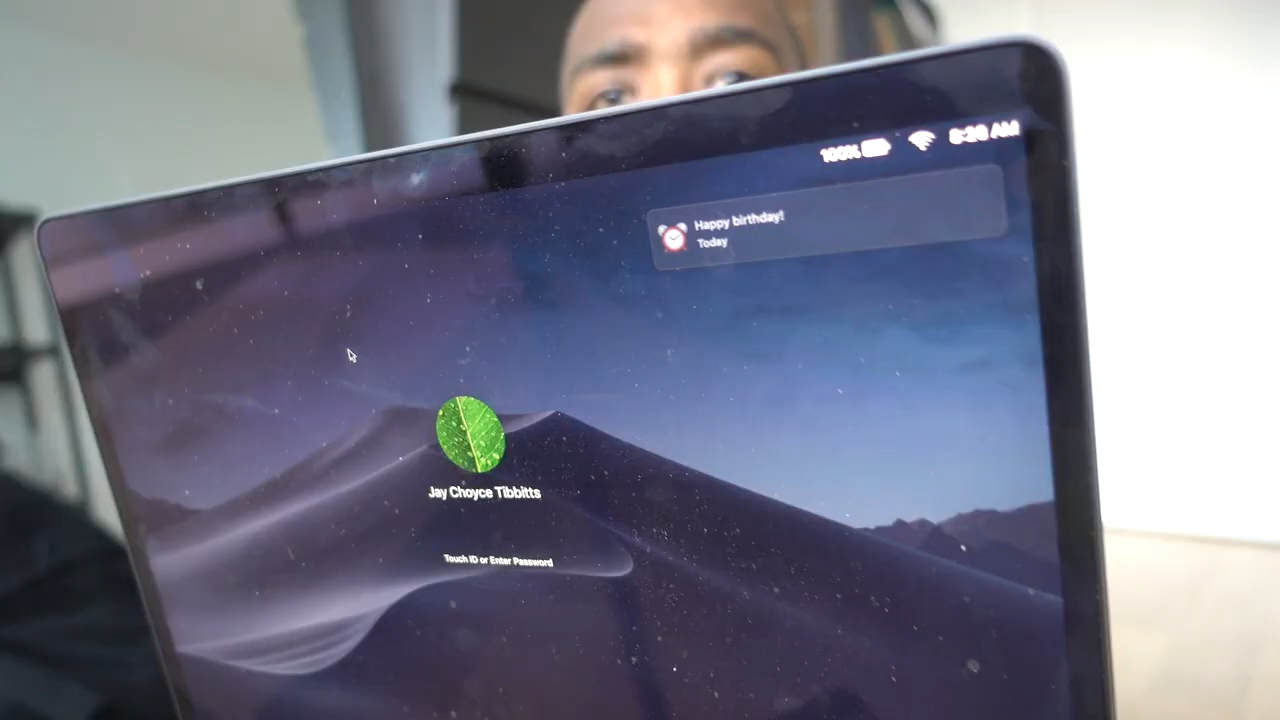 100%
8:26 AM
Happy birthday!
Today
Jay Choyce Tibbitts
Touch ID or Enter Password